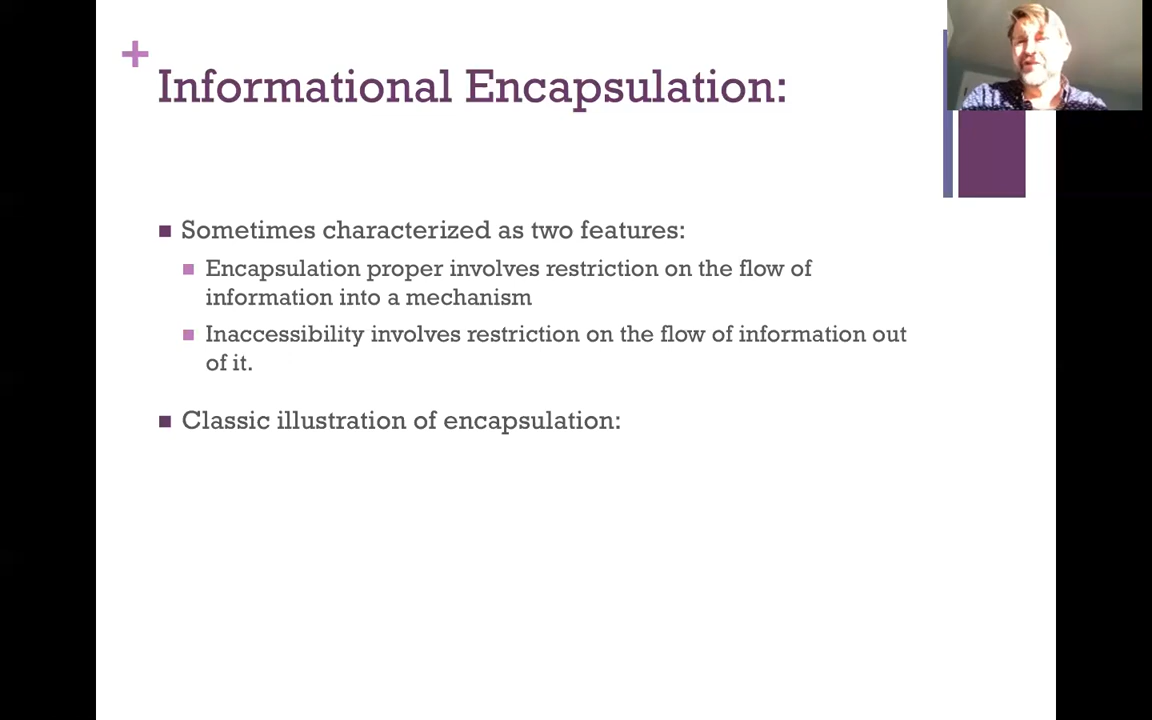 +
Informational Encapsulation:
Sometimes characterized as two features:
Encapsulation proper involves restriction on the flow of
information into a mechanism
Inaccessibility involves restriction on the flow of information out
of it.
Classic illustration of encapsulation: